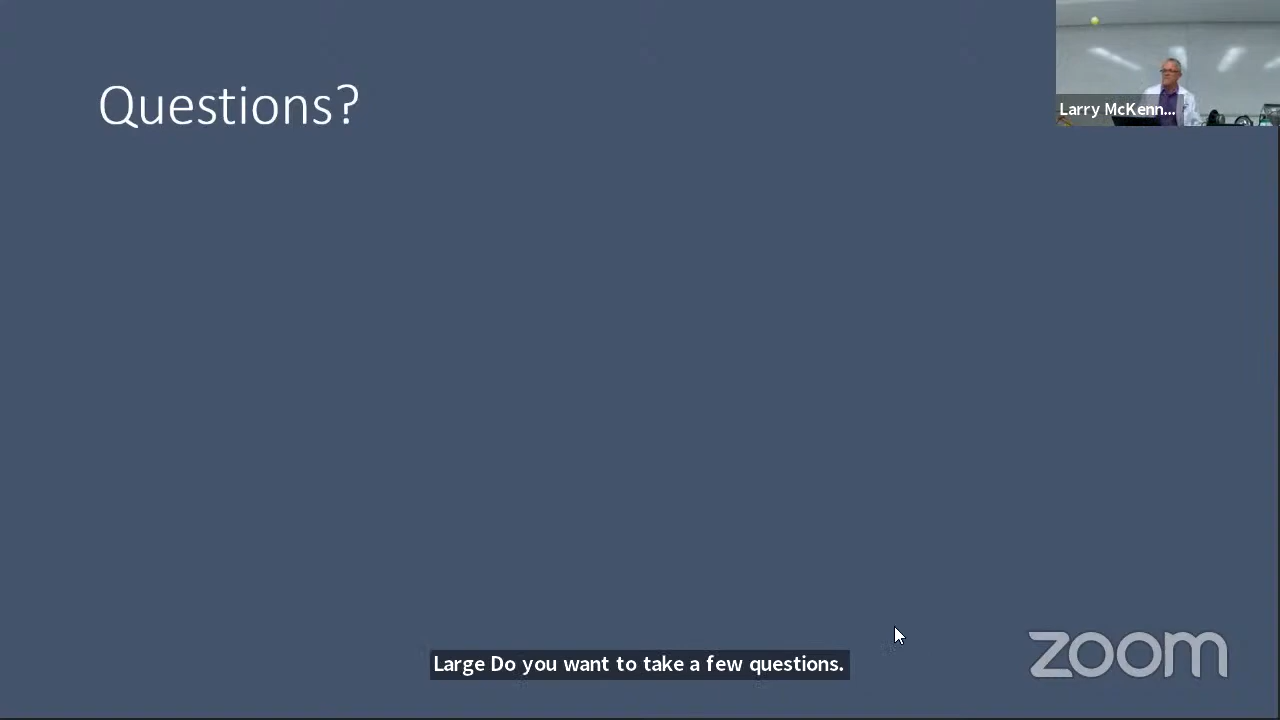 Questions?
Larry McKenn...
Large Do you want to take a few questions.
zoom